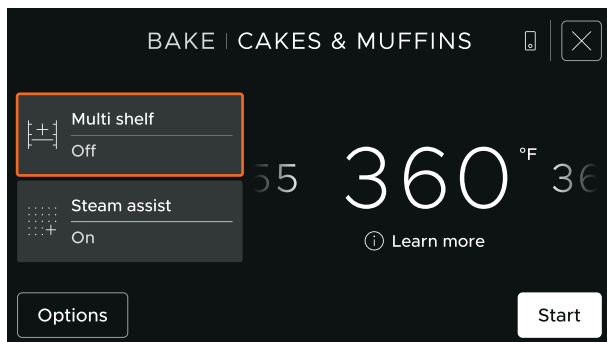 BAKE | CAKES & MUFFINS
Multi shelf
Off
55 360 °F 36
Learn more
Steam assist
On
Options
Start